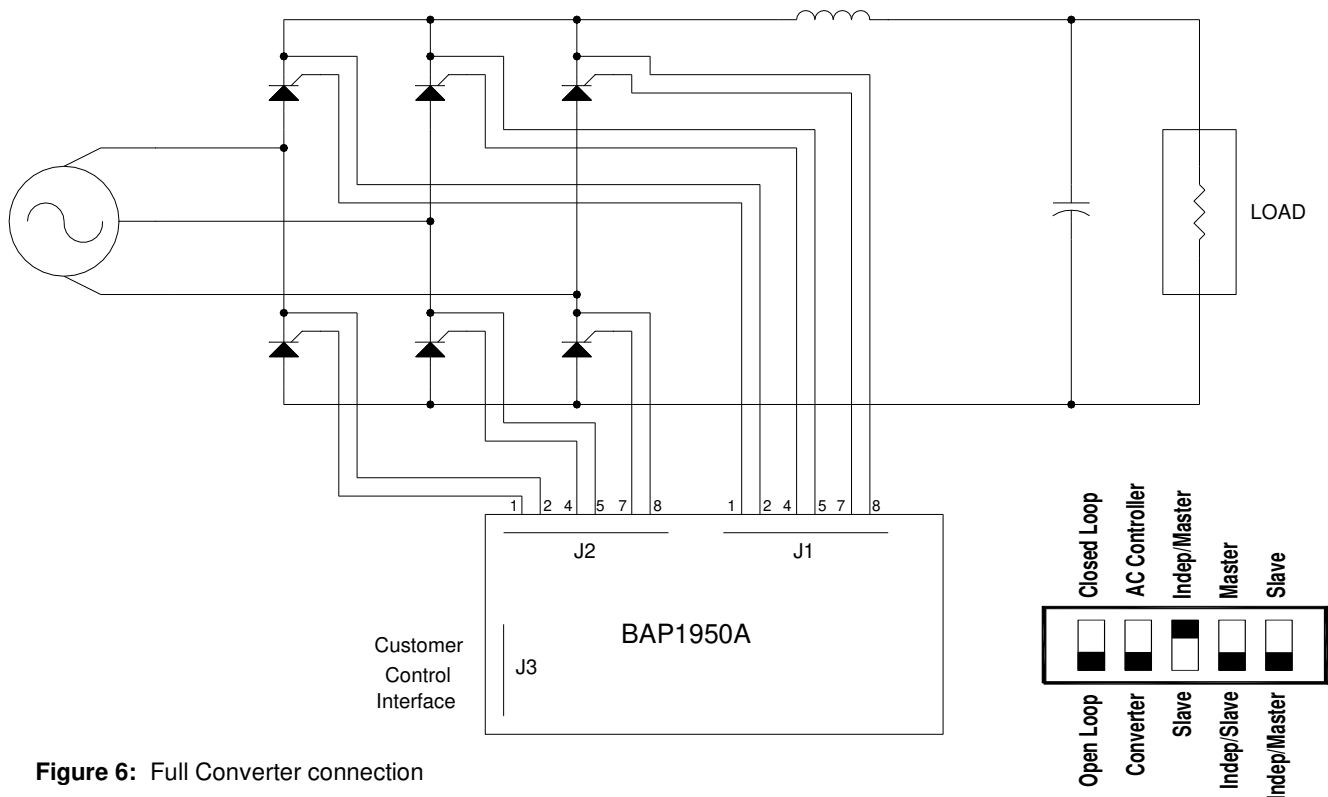 LOAD
1 2 4 5 7 8
1 2 4 5 7 8
J2
J1
BAP1950A
Customer
Control
Interface
J3
Closed Loop
AC Controller
Indep/Master
Master
Slave
Open Loop
Converter
Slave
Indep/Slave
Indep/Master
Figure 6: Full Converter connection